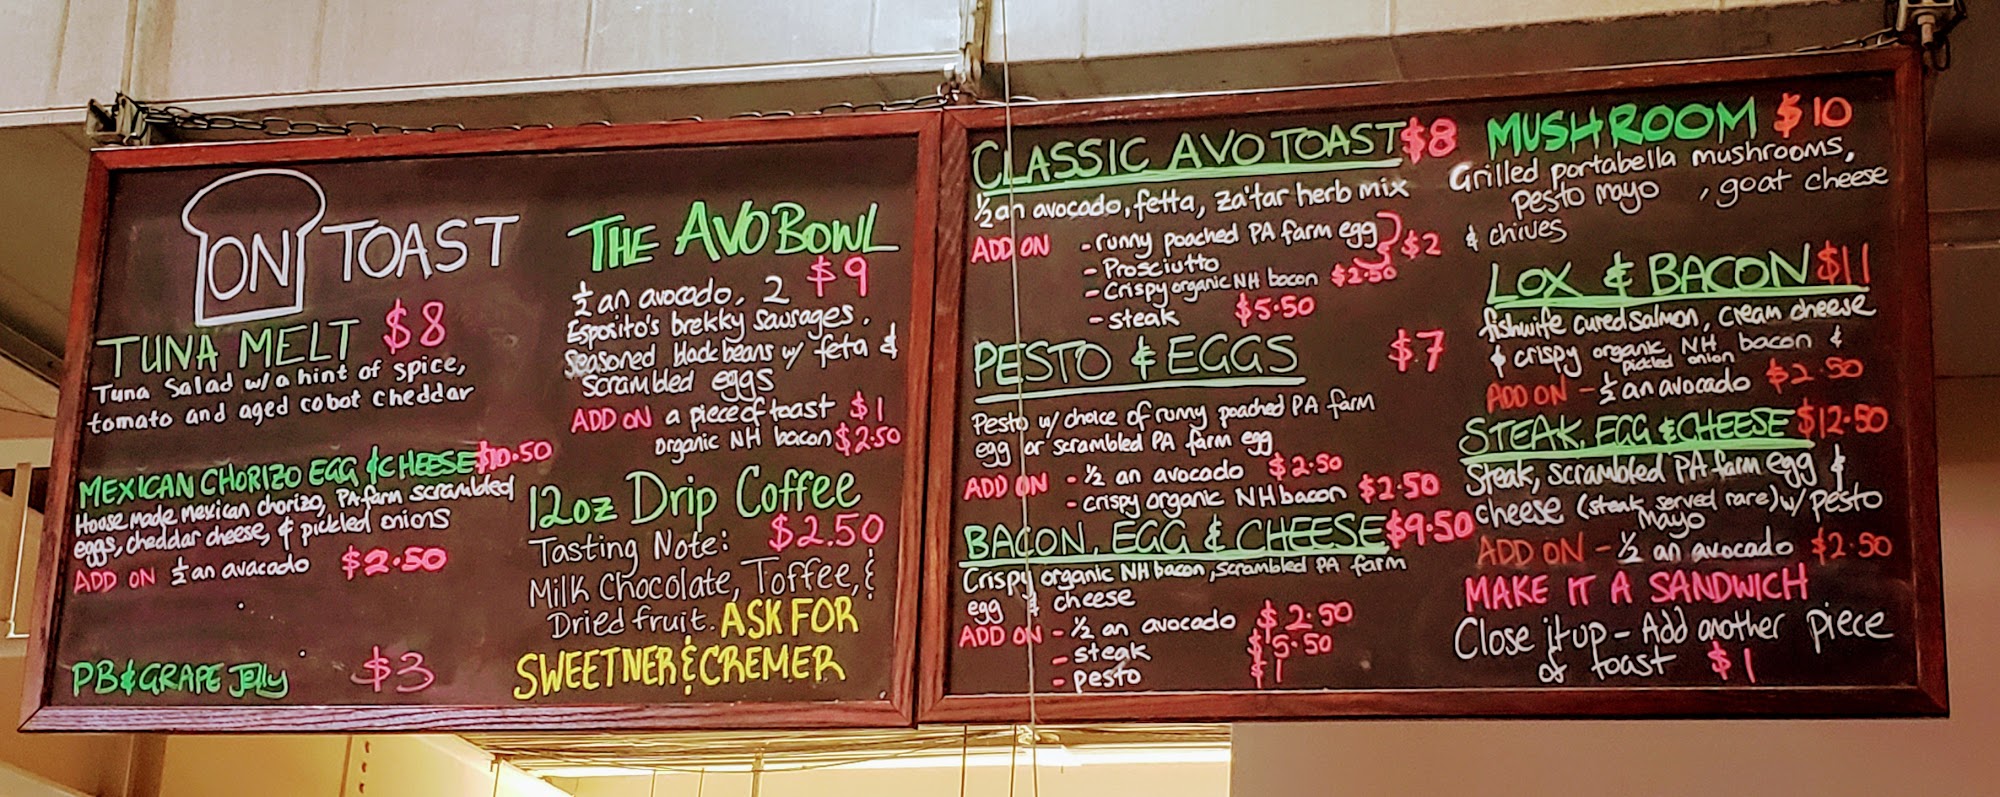 ON TOAST
TUNA MELT $8
Tuna Salad w/a hint of spice,
tomato and aged cobot cheddar
MEXICAN CHORIZO EGG & CHEESE $10.50
House made mexican chorizo, PA farm scrambled
eggs, cheddar cheese, & pickled onions
ADD ON ½ an avacado $2.50
PB & GRAPE Jelly $3
THE AVO BOWL
$9
½ an avocado, 2
Esposito's brekky sausages,
Seasoned black beans w/ feta &
scrambled eggs
ADD ON a piece of toast $1
organic NH bacon $2.50
12oz Drip Coffee
$2.50
Tasting Note:
Milk Chocolate, Toffee, &
Dried fruit. ASK FOR
SWEETNER & CREMER
CLASSIC AVO TOAST $8
½ an avocado, fetta, za'tar herb mix
ADD ON - runny poached PA farm egg
- Prosciutto
$2
- Crispy organic NH bacon $2.50
- steak $5.50
PESTO & EGGS $7
Pesto w/ choice of runny poached PA farm
egg or scrambled PA farm egg
ADD ON - ½ an avocado $2.50
- crispy organic NH bacon $2.50
BACON, EGG & CHEESE $9.50
Crispy organic NH bacon, scrambled PA farm
egg & cheese
ADD ON - ½ an avocado $2.50
- steak $5.50
- pesto $1
MUSHROOM $10
Grilled portabella mushrooms,
pesto mayo , goat cheese
& chives
LOX & BACON $11
fishwife cured salmon, cream cheese
& crispy organic NH bacon &
pickled onion
ADD ON - ½ an avocado $2.50
STEAK, EGG & CHEESE $12.50
Steak, scrambled PA farm egg &
cheese (steak served rare) w/ pesto
Mayo
ADD ON - ½ an avocado $2.50
MAKE IT A SANDWICH
Close it up - Add another piece
of toast $1